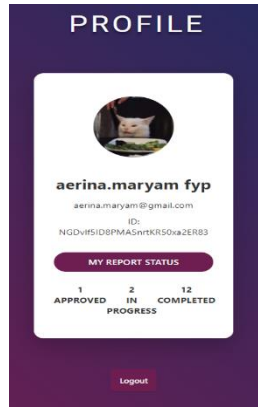 PROFILE
aerina.maryam fyp
aerina.maryam@gmail.com
ID:
NGDvIf5ID8PMASnrtKR50xa2ER83
MY REPORT STATUS
1 2 12
APPROVED IN COMPLETED
PROGRESS
Logout